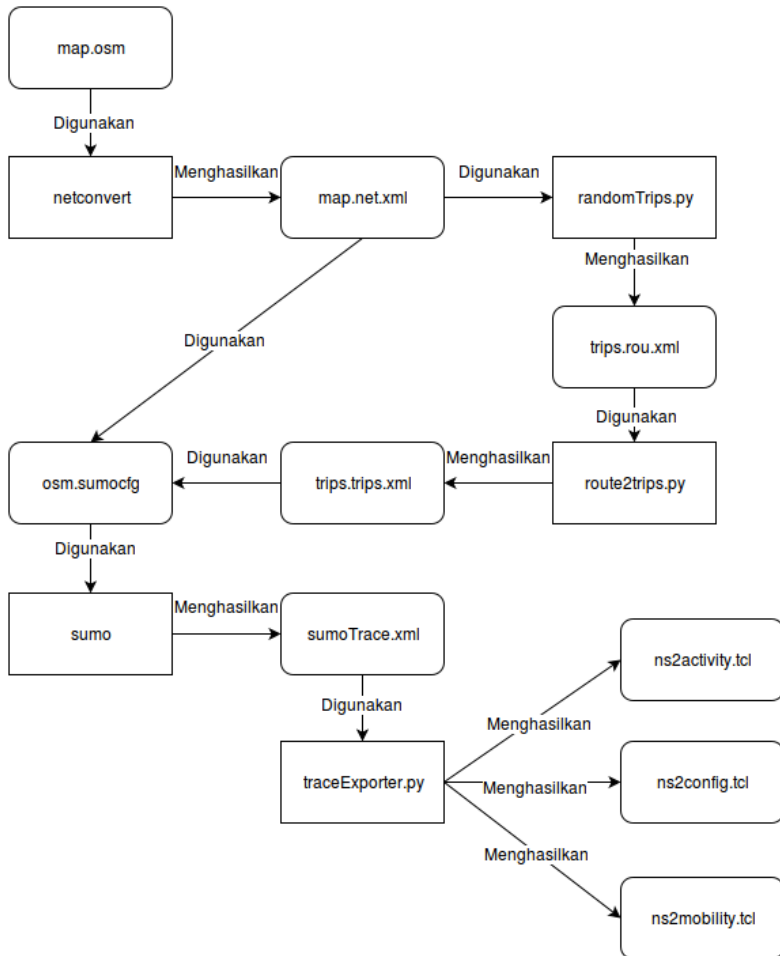 map.osm
Digunakan
netconvert
Menghasilkan
map.net.xml
Digunakan
randomTrips.py
Menghasilkan
trips.rou.xml
Digunakan
Digunakan
osm.sumocfg
Digunakan
trips.trips.xml
Menghasilkan
route2trips.py
Digunakan
sumo
Menghasilkan
sumoTrace.xml
Digunakan
traceExporter.py
Menghasilkan
ns2activity.tcl
Menghasilkan
ns2config.tcl
Menghasilkan
ns2mobility.tcl